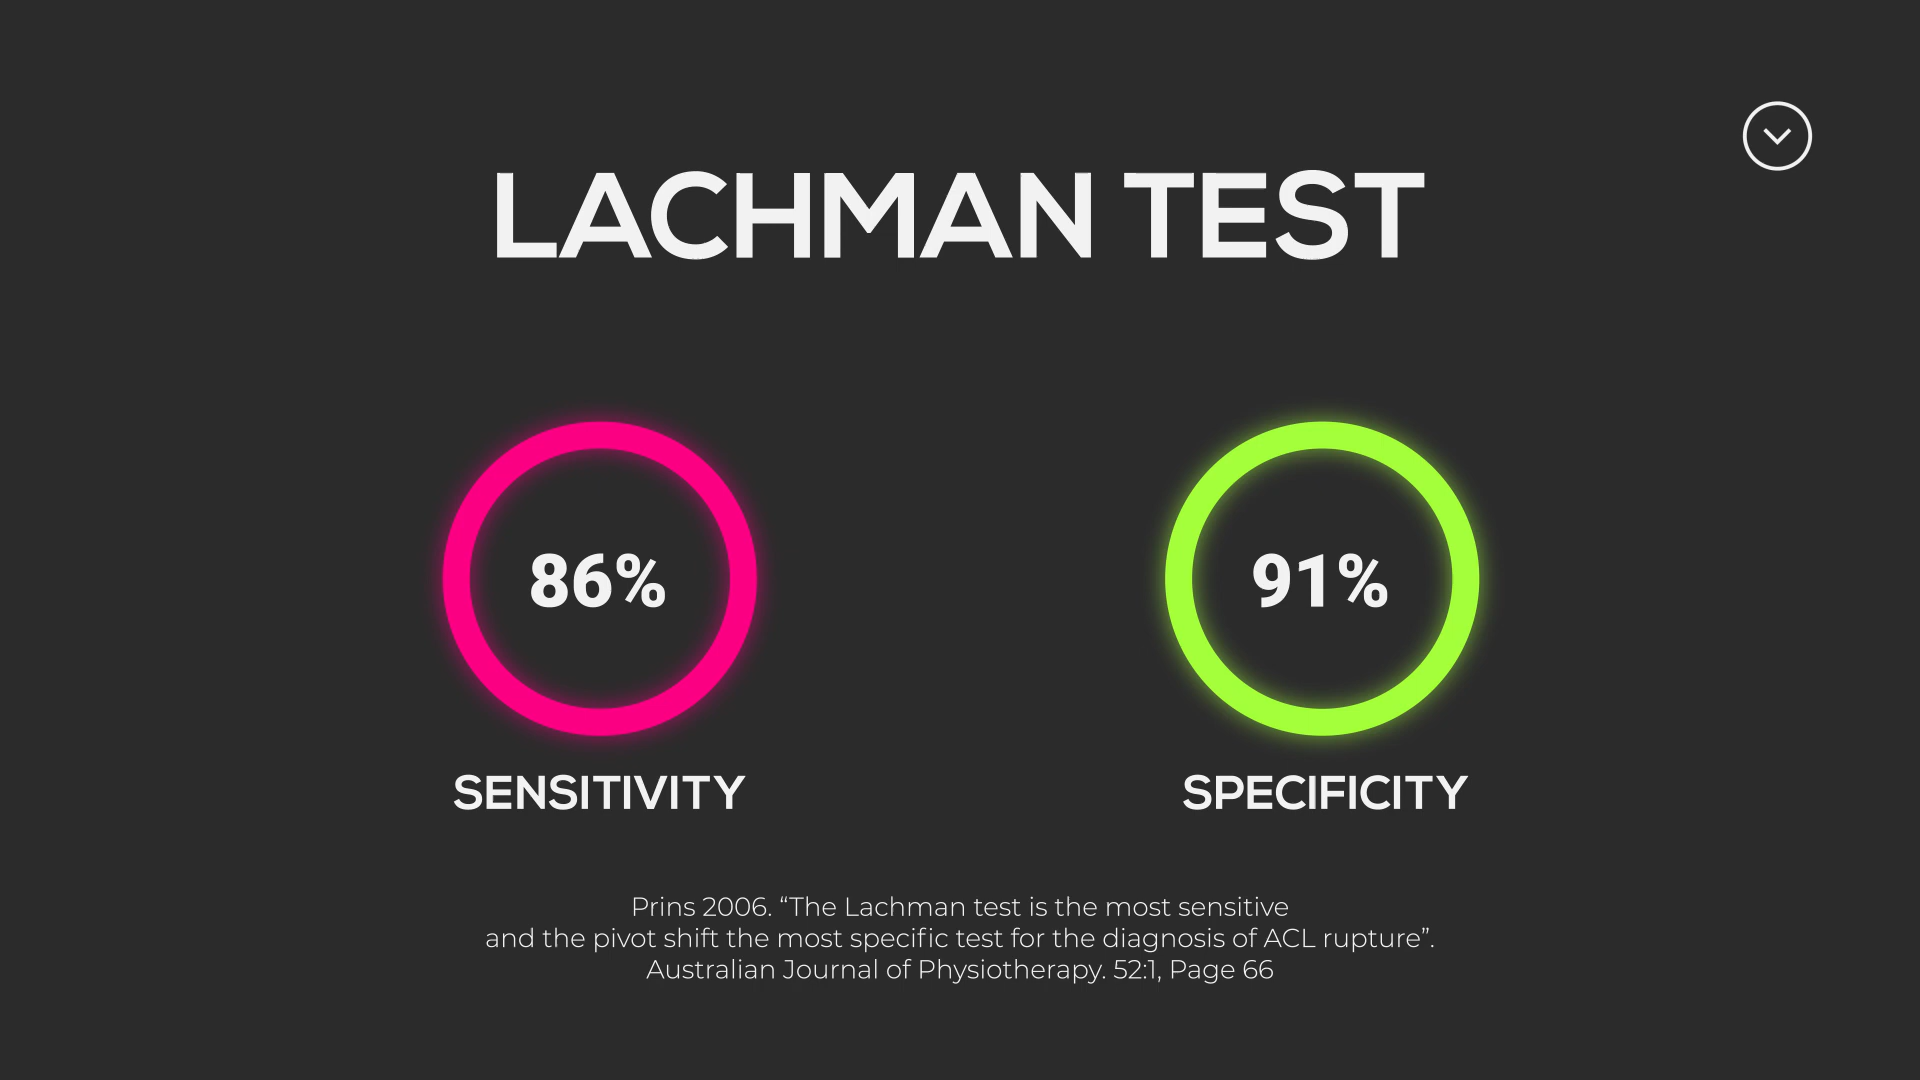 LACHMAN TEST
86%
91%
SENSITIVITY
SPECIFICITY
Prins 2006. “The Lachman test is the most sensitive
and the pivot shift the most specific test for the diagnosis of ACL rupture”.
Australian Journal of Physiotherapy. 52:1, Page 66